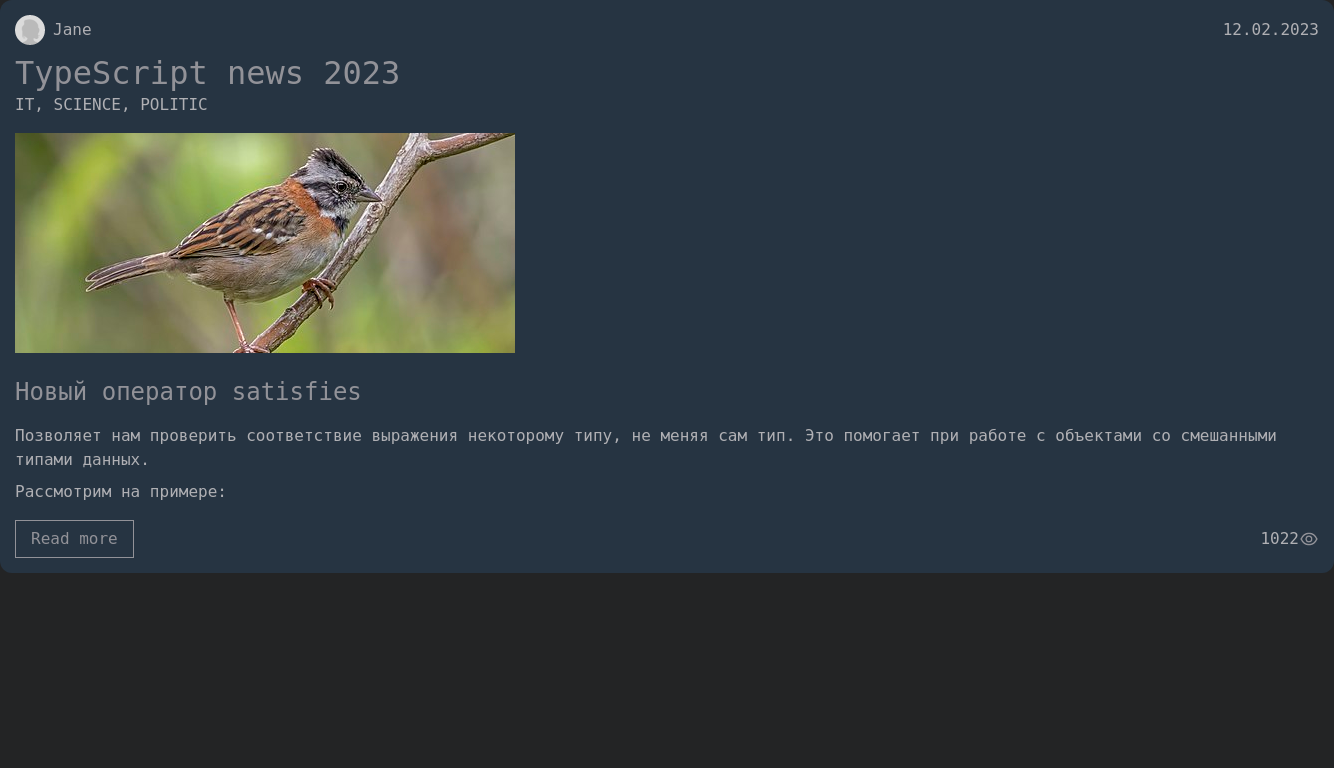 Jane
12.02.2023
TypeScript news 2023
IT, SCIENCE, POLITIC
Новый оператор satisfies
Позволяет нам проверить соответствие выражения некоторому типу, не меняя сам тип. Это помогает при работе с объектами со смешанными
типами данных.
Рассмотрим на примере:
Read more
1022